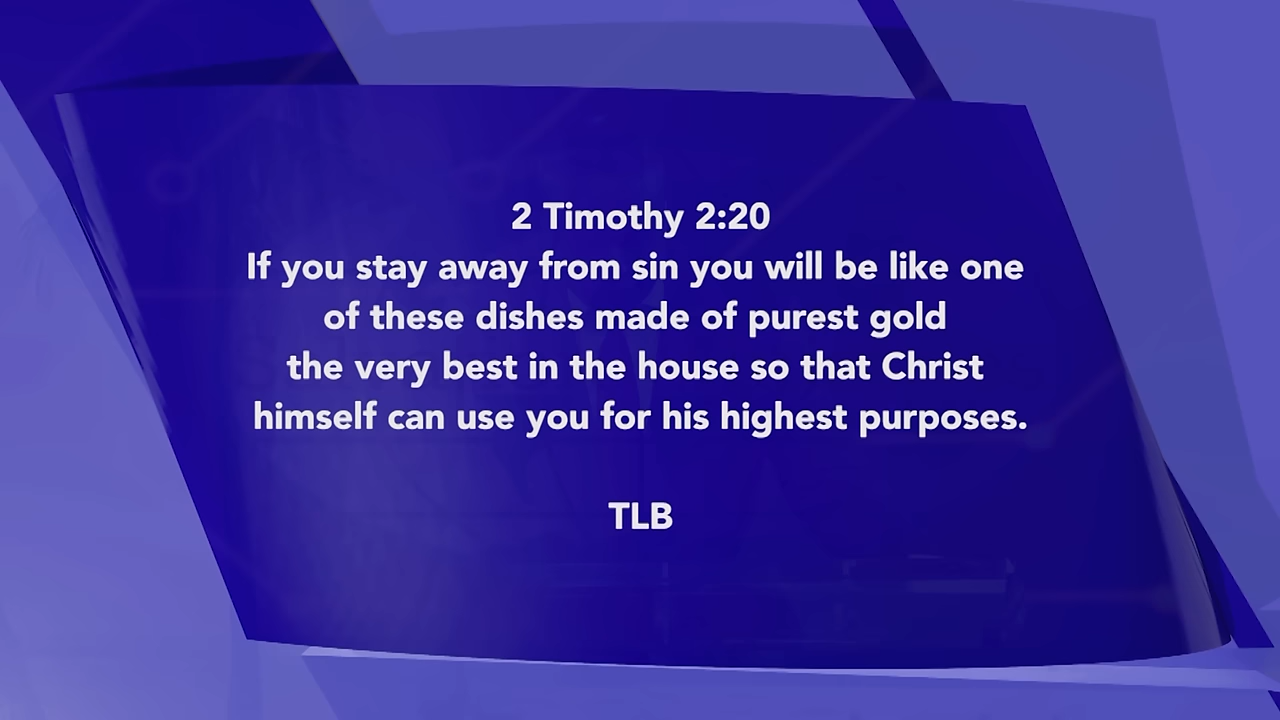 2 Timothy 2:20
If you stay away from sin you will be like one
of these dishes made of purest gold
the very best in the house so that Christ
himself can use you for his highest purposes.
TLB